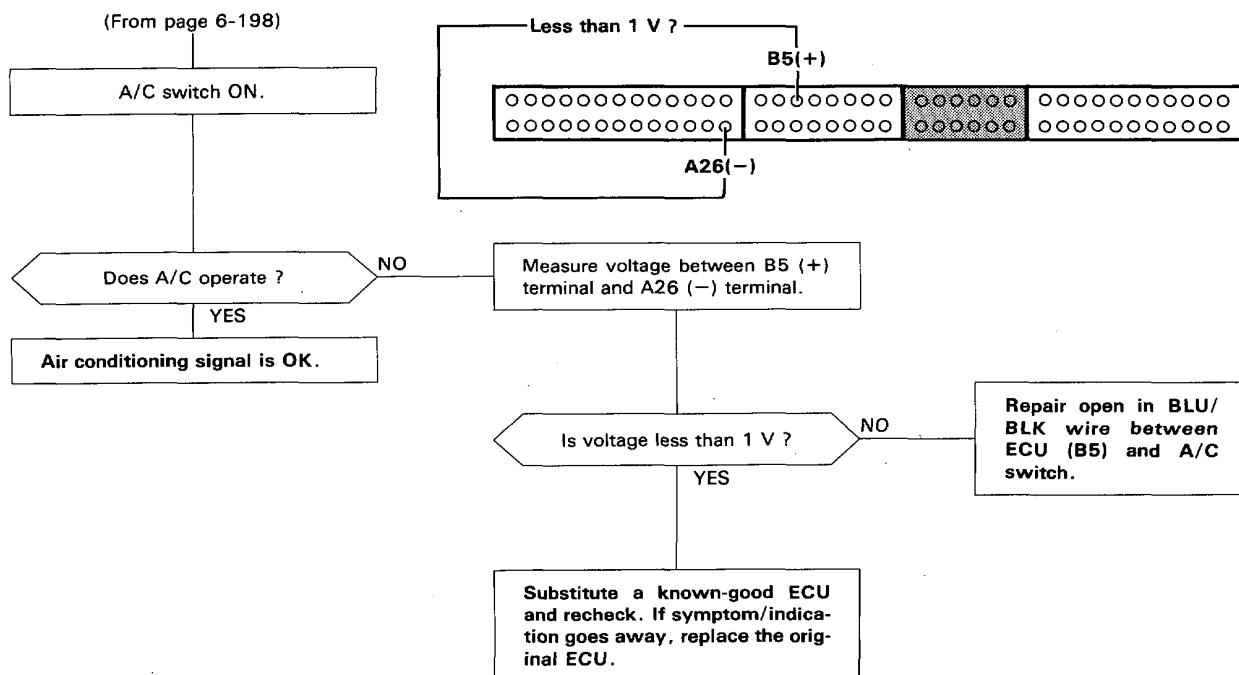 (From page 6-198)
A/C switch ON.
Less than 1 V ?
B5(+)
A26(−)
Does A/C operate ?
NO
YES
Air conditioning signal is OK.
Measure voltage between B5 (+)
terminal and A26 (−) terminal.
Is voltage less than 1 V ?
NO
YES
Repair open in BLU/
BLK wire between
ECU (B5) and A/C
switch.
Substitute a known-good ECU
and recheck. If symptom/indica-
tion goes away, replace the orig-
inal ECU.